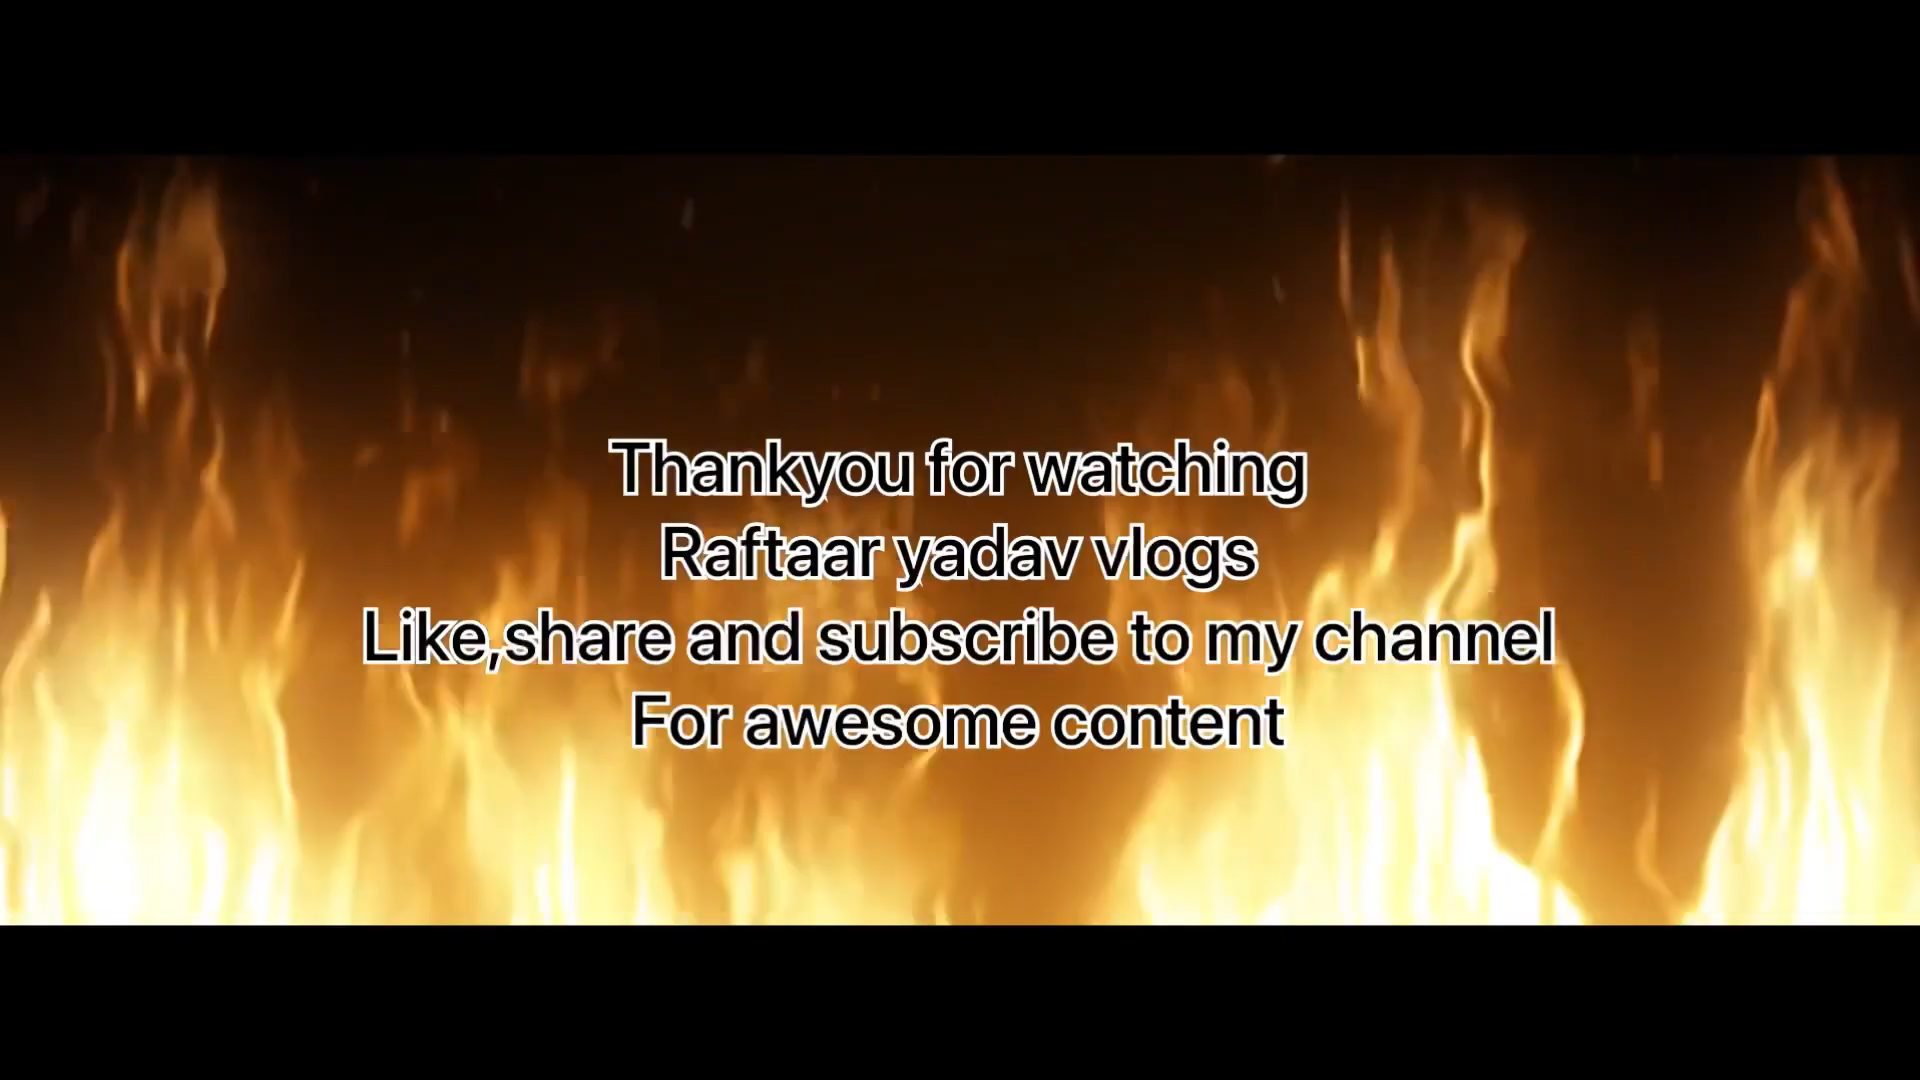 Thankyou for watching
Raftaar yadav vlogs
Like,share and subscribe to my channel
For awesome content